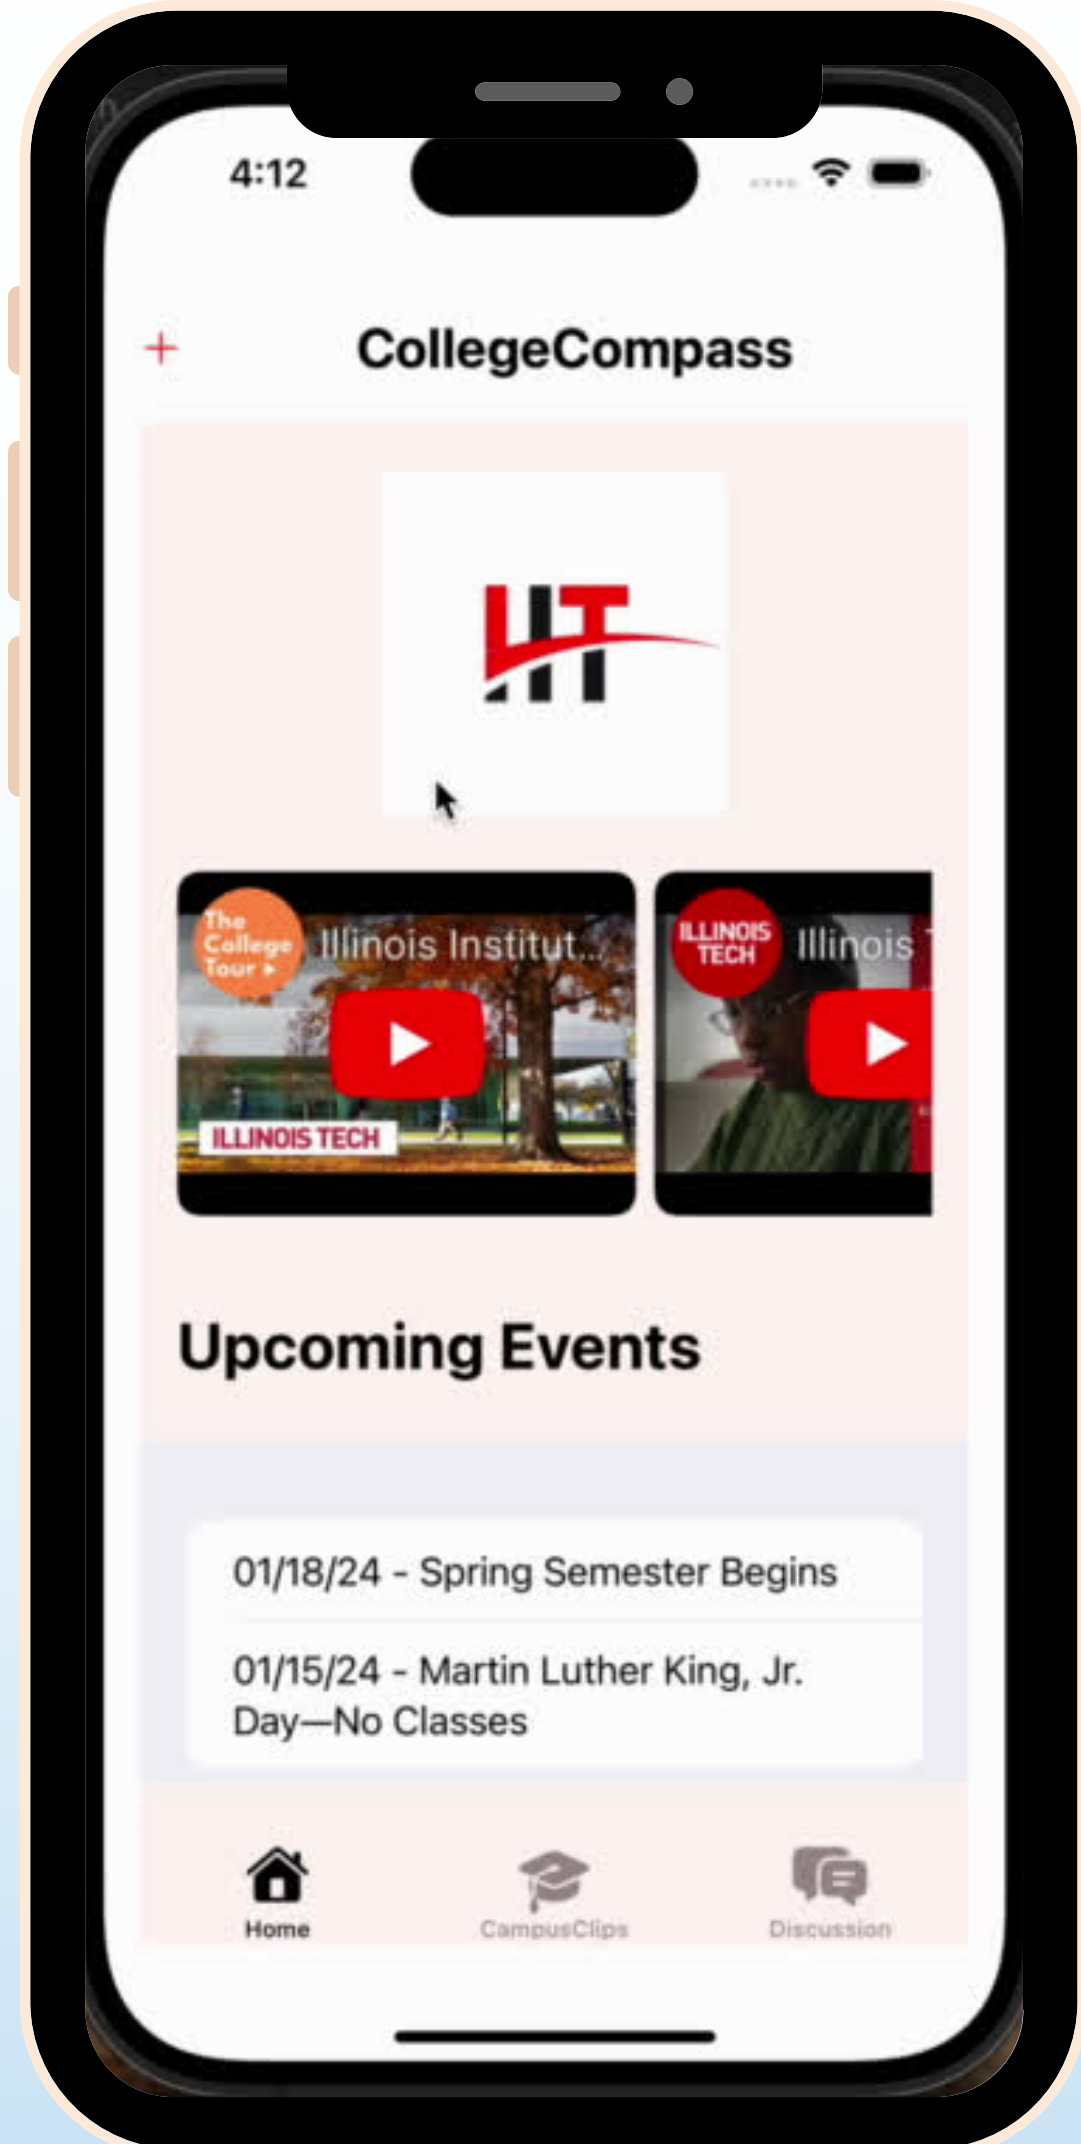 4:12
+
CollegeCompass
IIT
The
College
Tour
Illinois Institut...
ILLINOIS TECH
ILLINOIS
TECH
Illinois
Upcoming Events
01/18/24 - Spring Semester Begins
01/15/24 - Martin Luther King, Jr.
Day—No Classes
Home
CampusClips
Discussion